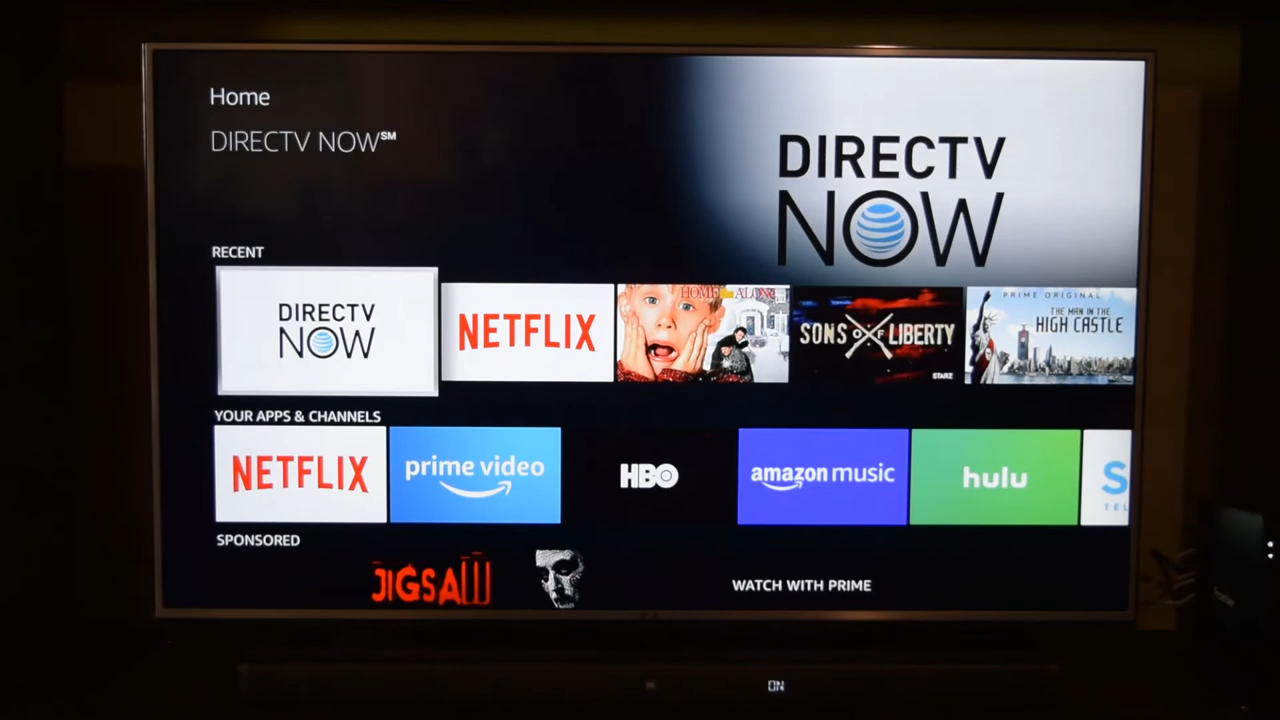 Home
DIRECTV NOW℠
DIRECTV
NOW
RECENT
DIRECTV
NOW
NETFLIX
HOME ALONE
SONS OF LIBERTY
STARZ
PRIME ORIGINAL
THE MAN IN THE
HIGH CASTLE
YOUR APPS & CHANNELS
NETFLIX
prime video
HBO
amazon music
hulu
S
TEL
SPONSORED
JIGSAW
WATCH WITH PRIME
ON